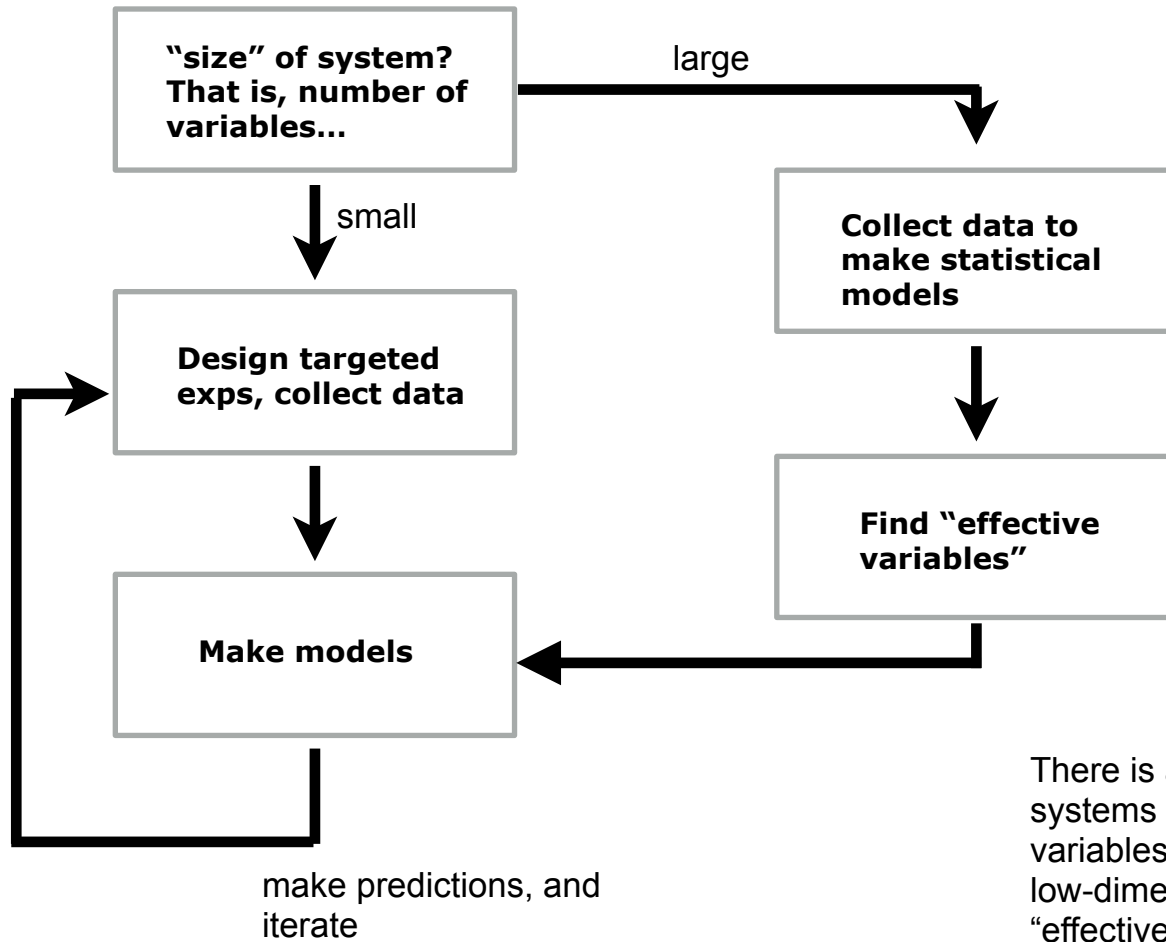 “size” of system?
That is, number of
variables...
large
small
Collect data to
make statistical
models
Design targeted
exps, collect data
Find “effective
variables”
Make models
There is
systems
variables
low-dime
“effective
make predictions, and
iterate